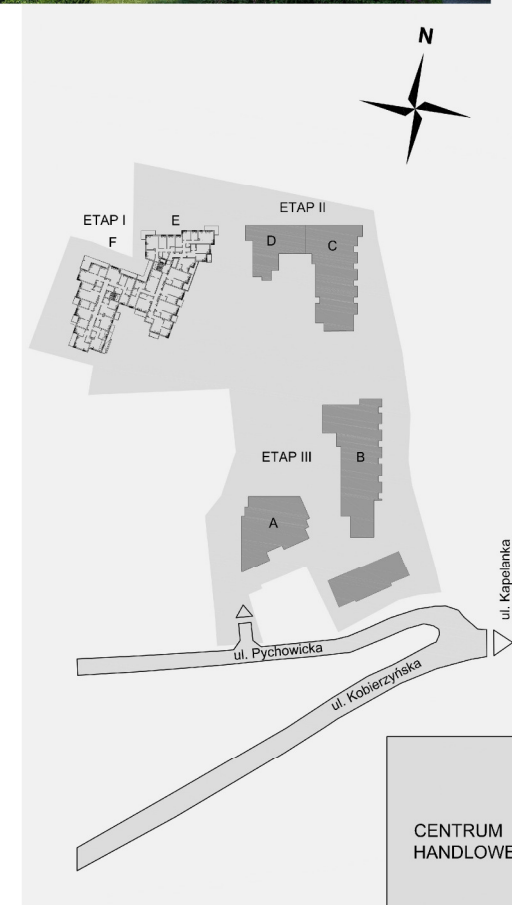 N
ETAP I
F
E
ETAP II
D
C
ETAP III
B
A
ul. Kapelanka
ul. Pychowicka
ul. Kobierzyńska
CENTRUM
HANDLOWE